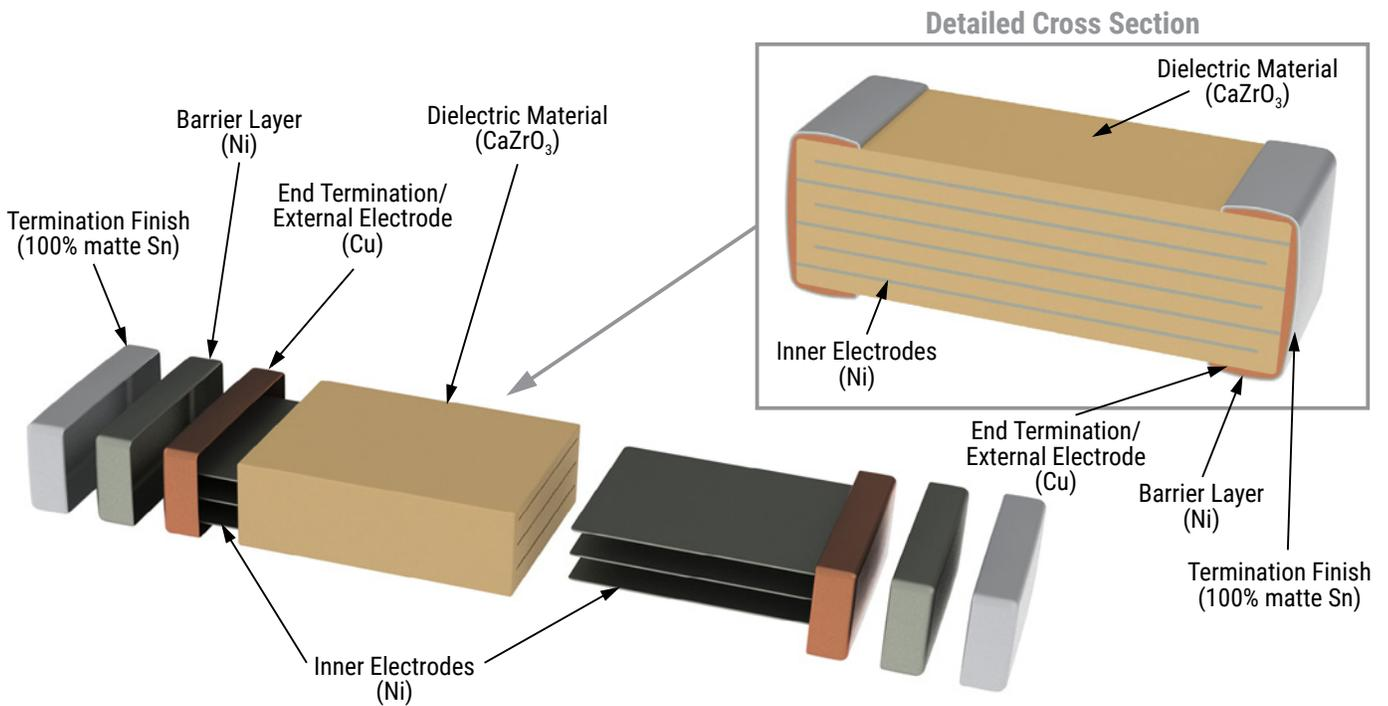 Detailed Cross Section
Dielectric Material
(CaZrO₃)
Inner Electrodes
(Ni)
End Termination/
External Electrode
(Cu)
Barrier Layer
(Ni)
Termination Finish
(100% matte Sn)
Termination Finish
(100% matte Sn)
Barrier Layer
(Ni)
End Termination/
External Electrode
(Cu)
Dielectric Material
(CaZrO₃)
Inner Electrodes
(Ni)